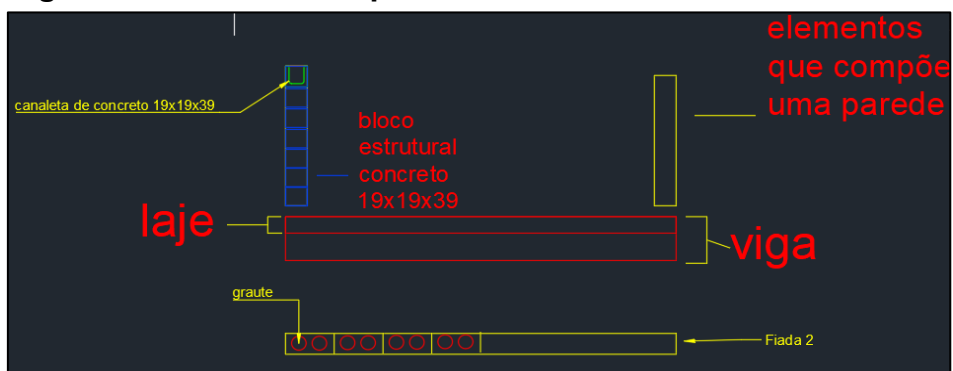 elementos
que compõe
uma parede
canaleta de concreto 19x19x39
bloco
estrutural
concreto
19x19x39
laje
viga
graute
Fiada 2